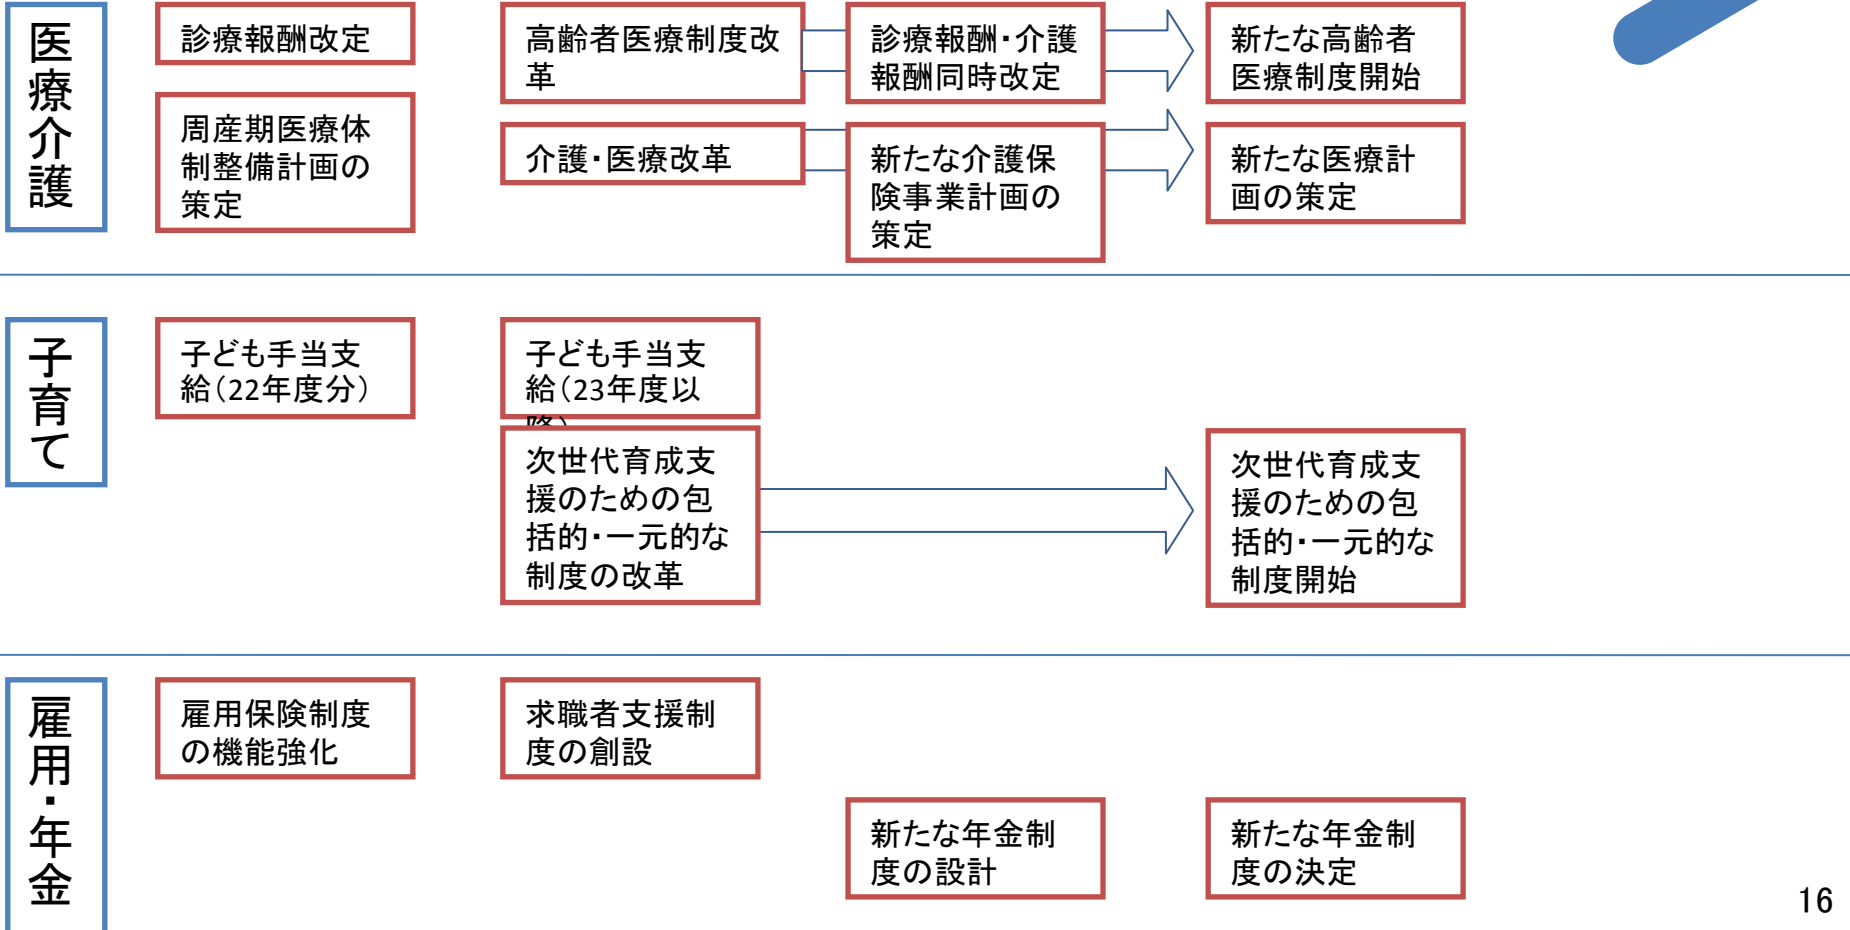 医療介護
診療報酬改定
周産期医療体
制整備計画の
策定
高齢者医療制度改
革
介護・医療改革
診療報酬・介護
報酬同時改定
新たな介護保
険事業計画の
策定
新たな高齢者
医療制度開始
新たな医療計
画の策定
子育て
子ども手当支
給(22年度分)
子ども手当支
給(23年度以
降)
次世代育成支
援のための包
括的・一元的な
制度の改革
次世代育成支
援のための包
括的・一元的な
制度開始
雇用・年金
雇用保険制度
の機能強化
求職者支援制
度の創設
新たな年金制
度の設計
新たな年金制
度の決定
16